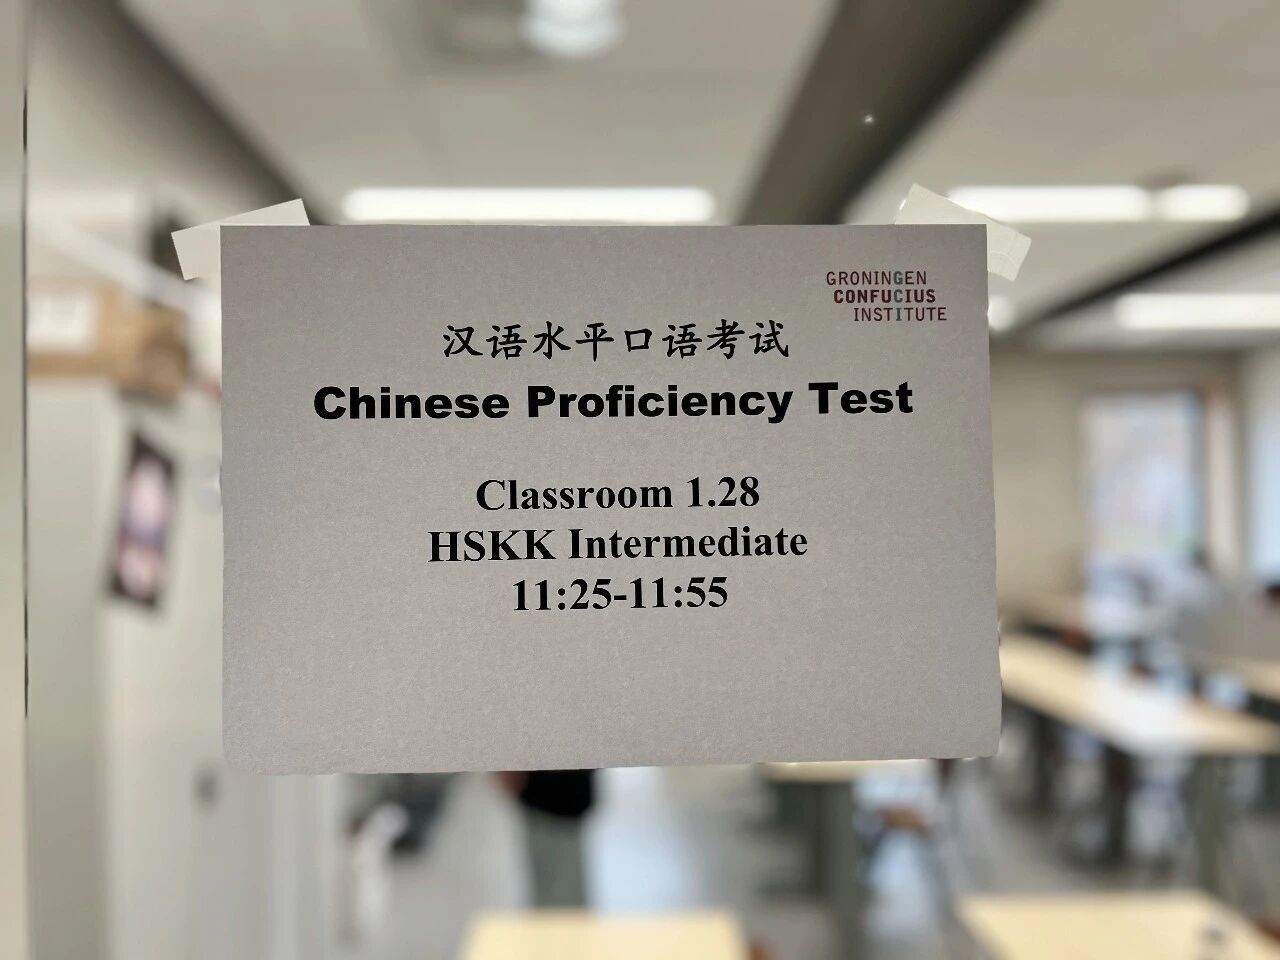 GRONINGEN
CONFUCIUS
INSTITUTE
汉语水平口语考试
Chinese Proficiency Test
Classroom 1.28
HSKK Intermediate
11:25-11:55